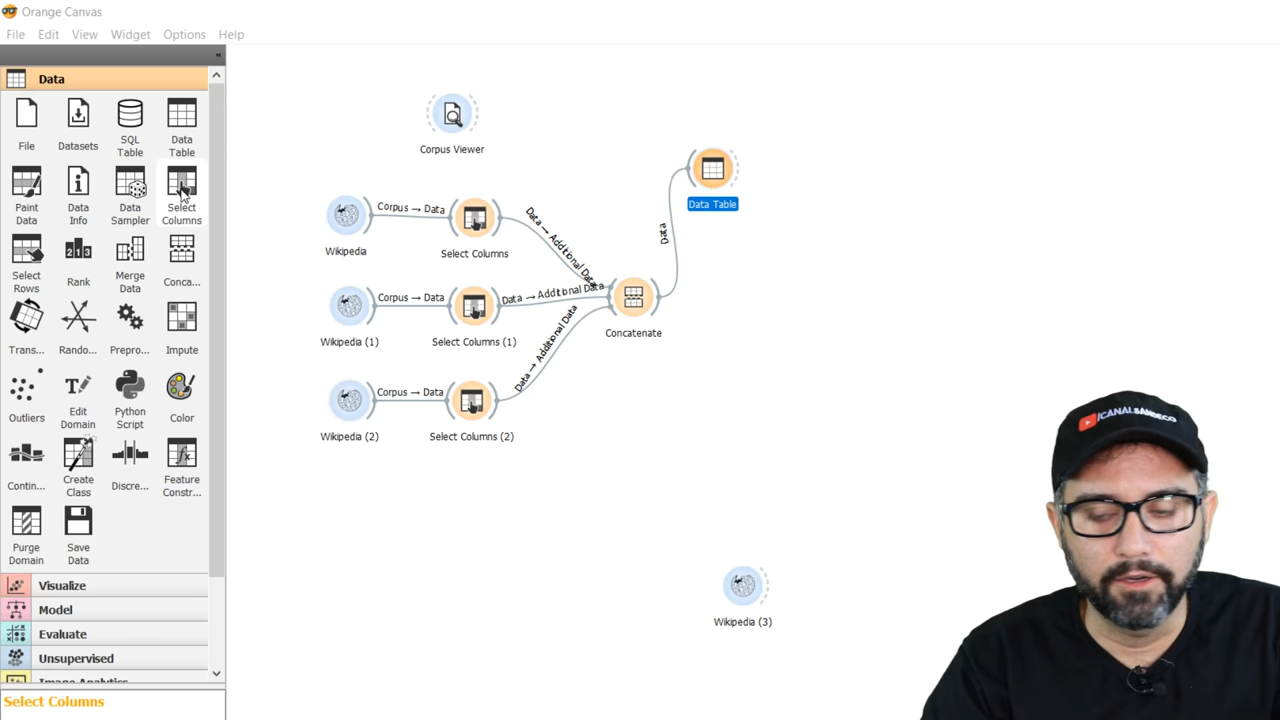 Orange Canvas
File Edit View Widget Options Help
«
Data
File Datasets SQL Table Data Table
Paint Data Data Info Data Sampler Select Columns
Select Rows Rank Merge Data Conca...
Trans... Rando... Prepro... Impute
Outliers Edit Domain Python Script Color
Contin... Create Class Discre... Feature Constr...
Purge Domain Save Data
Visualize
Model
Evaluate
Unsupervised
Image Analytics
Select Columns
Corpus Viewer
Data Table
Data
Wikipedia
Corpus → Data
Select Columns
Data → Additional Data
Wikipedia (1)
Corpus → Data
Select Columns (1)
Data → Additional Data
Concatenate
Wikipedia (2)
Corpus → Data
Select Columns (2)
Data → Additional Data
Wikipedia (3)
/CANALSANDECO